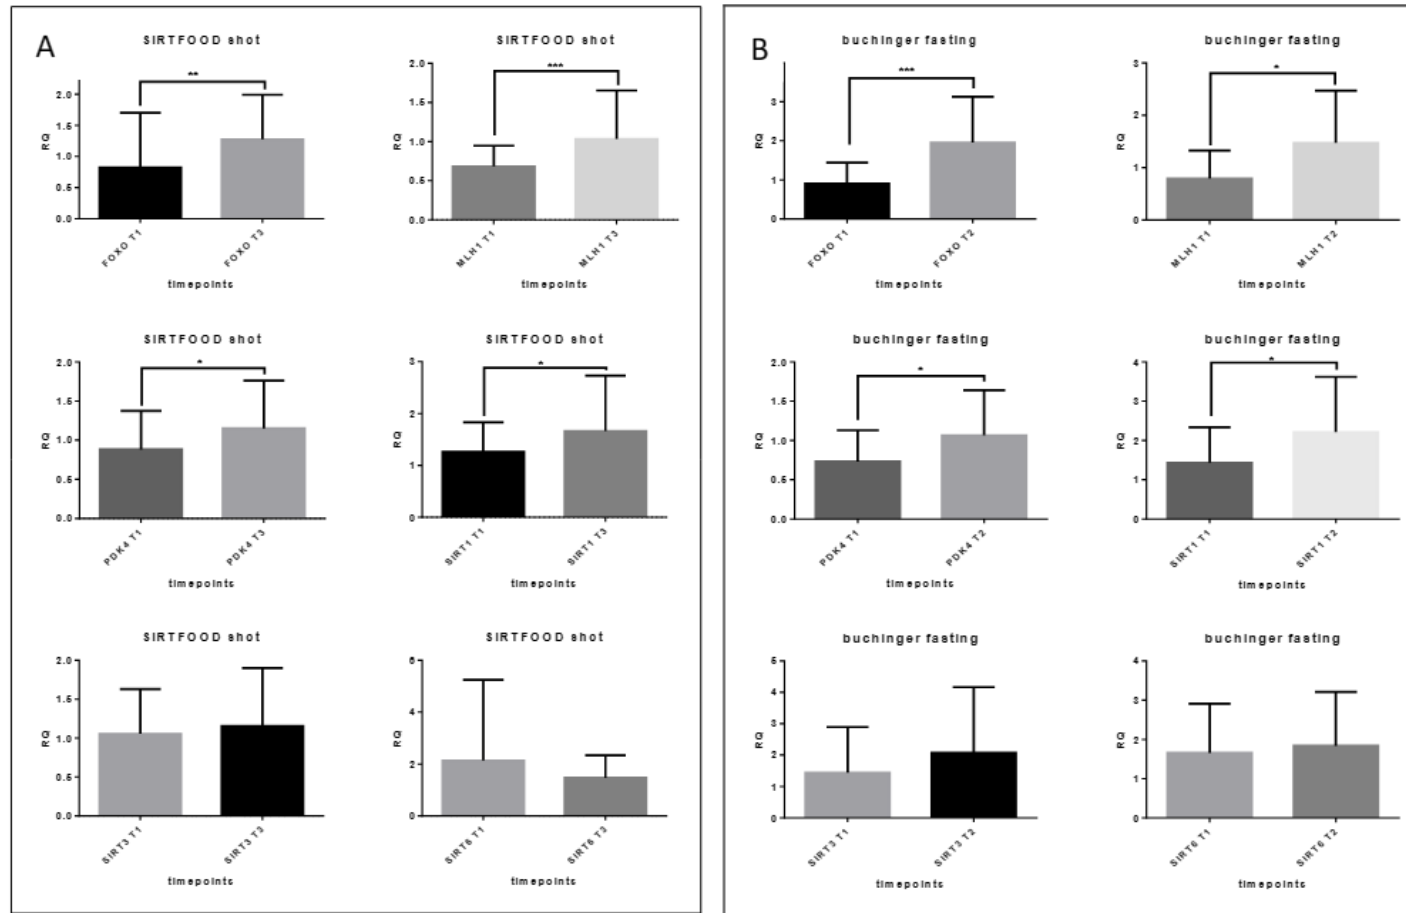 A
SIRTFOOD shot
**
RQ
2.0
1.5
1.0
0.5
0.0
FOXO T1
FOXO T3
timepoints
SIRTFOOD shot
***
RQ
2.0
1.5
1.0
0.5
0.0
MLH1 T1
MLH1 T3
timepoints
SIRTFOOD shot
*
RQ
2.0
1.5
1.0
0.5
0.0
PDK4 T1
PDK4 T3
timepoints
SIRTFOOD shot
*
RQ
3
2
1
0
SIRT1 T1
SIRT1 T3
timepoints
SIRTFOOD shot
RQ
2.0
1.5
1.0
0.5
0.0
SIRT3 T1
SIRT3 T3
timepoints
SIRTFOOD shot
RQ
6
4
2
0
SIRT6 T1
SIRT6 T3
timepoints
B
buchinger fasting
***
RQ
3
2
1
0
FOXO T1
FOXO T2
timepoints
buchinger fasting
*
RQ
3
2
1
0
MLH1 T1
MLH1 T2
timepoints
buchinger fasting
*
RQ
2.0
1.5
1.0
0.5
0.0
PDK4 T1
PDK4 T2
timepoints
buchinger fasting
*
RQ
4
3
2
1
0
SIRT1 T1
SIRT1 T2
timepoints
buchinger fasting
RQ
5
4
3
2
1
0
SIRT3 T1
SIRT3 T2
timepoints
buchinger fasting
RQ
4
3
2
1
0
SIRT6 T1
SIRT6 T2
timepoints